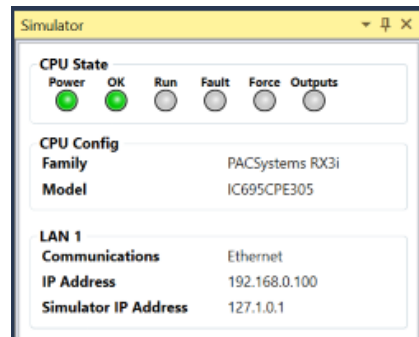 Simulator
CPU State
Power OK Run Fault Force Outputs
CPU Config
Family PACSystems RX3i
Model IC695CPE305
LAN 1
Communications Ethernet
IP Address 192.168.0.100
Simulator IP Address 127.1.0.1